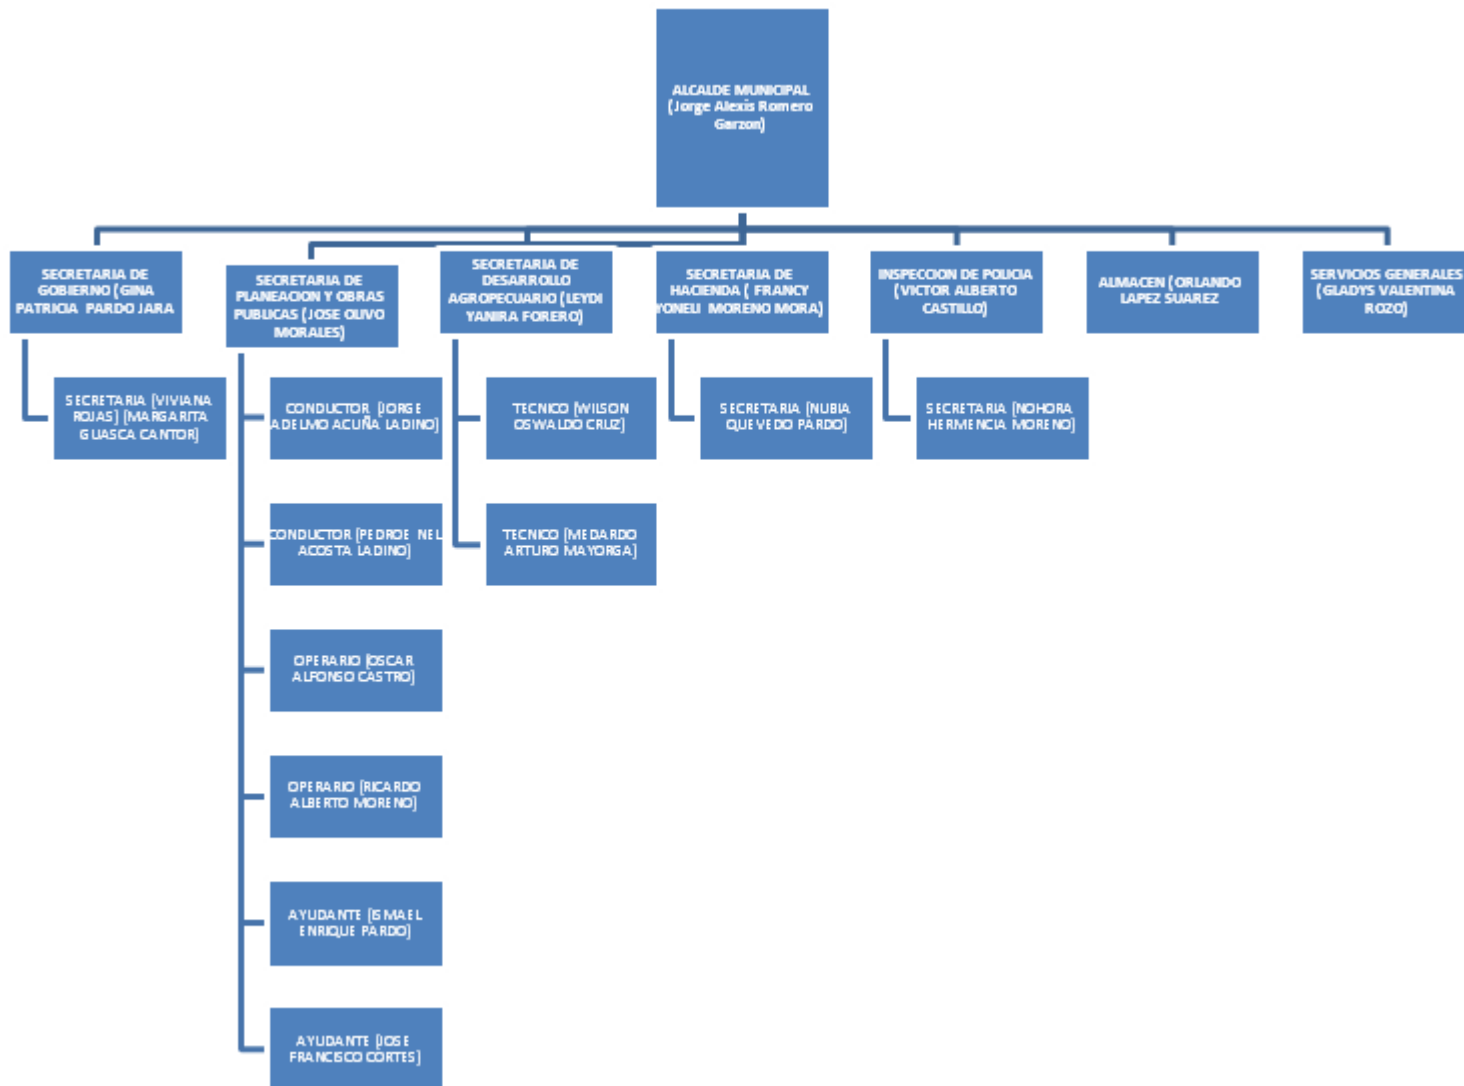 ALCALDE MUNICIPAL
(Jorge Alexis Romero
Garzon)
SECRETARIA DE
GOBIERNO (GINA
PATRICIA PARDO JARA
SECRETARIA DE
PLANEACION Y OBRAS
PUBLICAS (JOSE OLIVO
MORALES)
SECRETARIA DE
DESARROLLO
AGROPECUARIO (LEYDI
YANIRA FORERO)
SECRETARIA DE
HACIENDA ( FRANCY
YONELI MORENO MORA)
INSPECCION DE POLICIA
(VICTOR ALBERTO
CASTILLO)
ALMACEN (ORLANDO
LAPEZ SUAREZ
SERVICIOS GENERALES
(GLADYS VALENTINA
ROZO)
SECRETARIA (VIVIANA
ROJAS) (MARGARITA
GUASCA CANTOR)
CONDUCTOR (JORGE
ADELMO ACUÑA LADINO)
TECNICO (WILSON
OSWALDO CRUZ)
SECRETARIA (NUBIA
QUEVEDO PARDO)
SECRETARIA (NOHORA
HERMENCIA MORENO)
CONDUCTOR (PEDROE NEL
ACOSTA LADINO)
TECNICO (MEDARDO
ARTURO MAYORGA)
OPERARIO (OSCAR
ALFONSO CASTRO)
OPERARIO (RICARDO
ALBERTO MORENO)
AYUDANTE (ISMAEL
ENRIQUE PARDO)
AYUDANTE (JOSE
FRANCISCO CORTES)